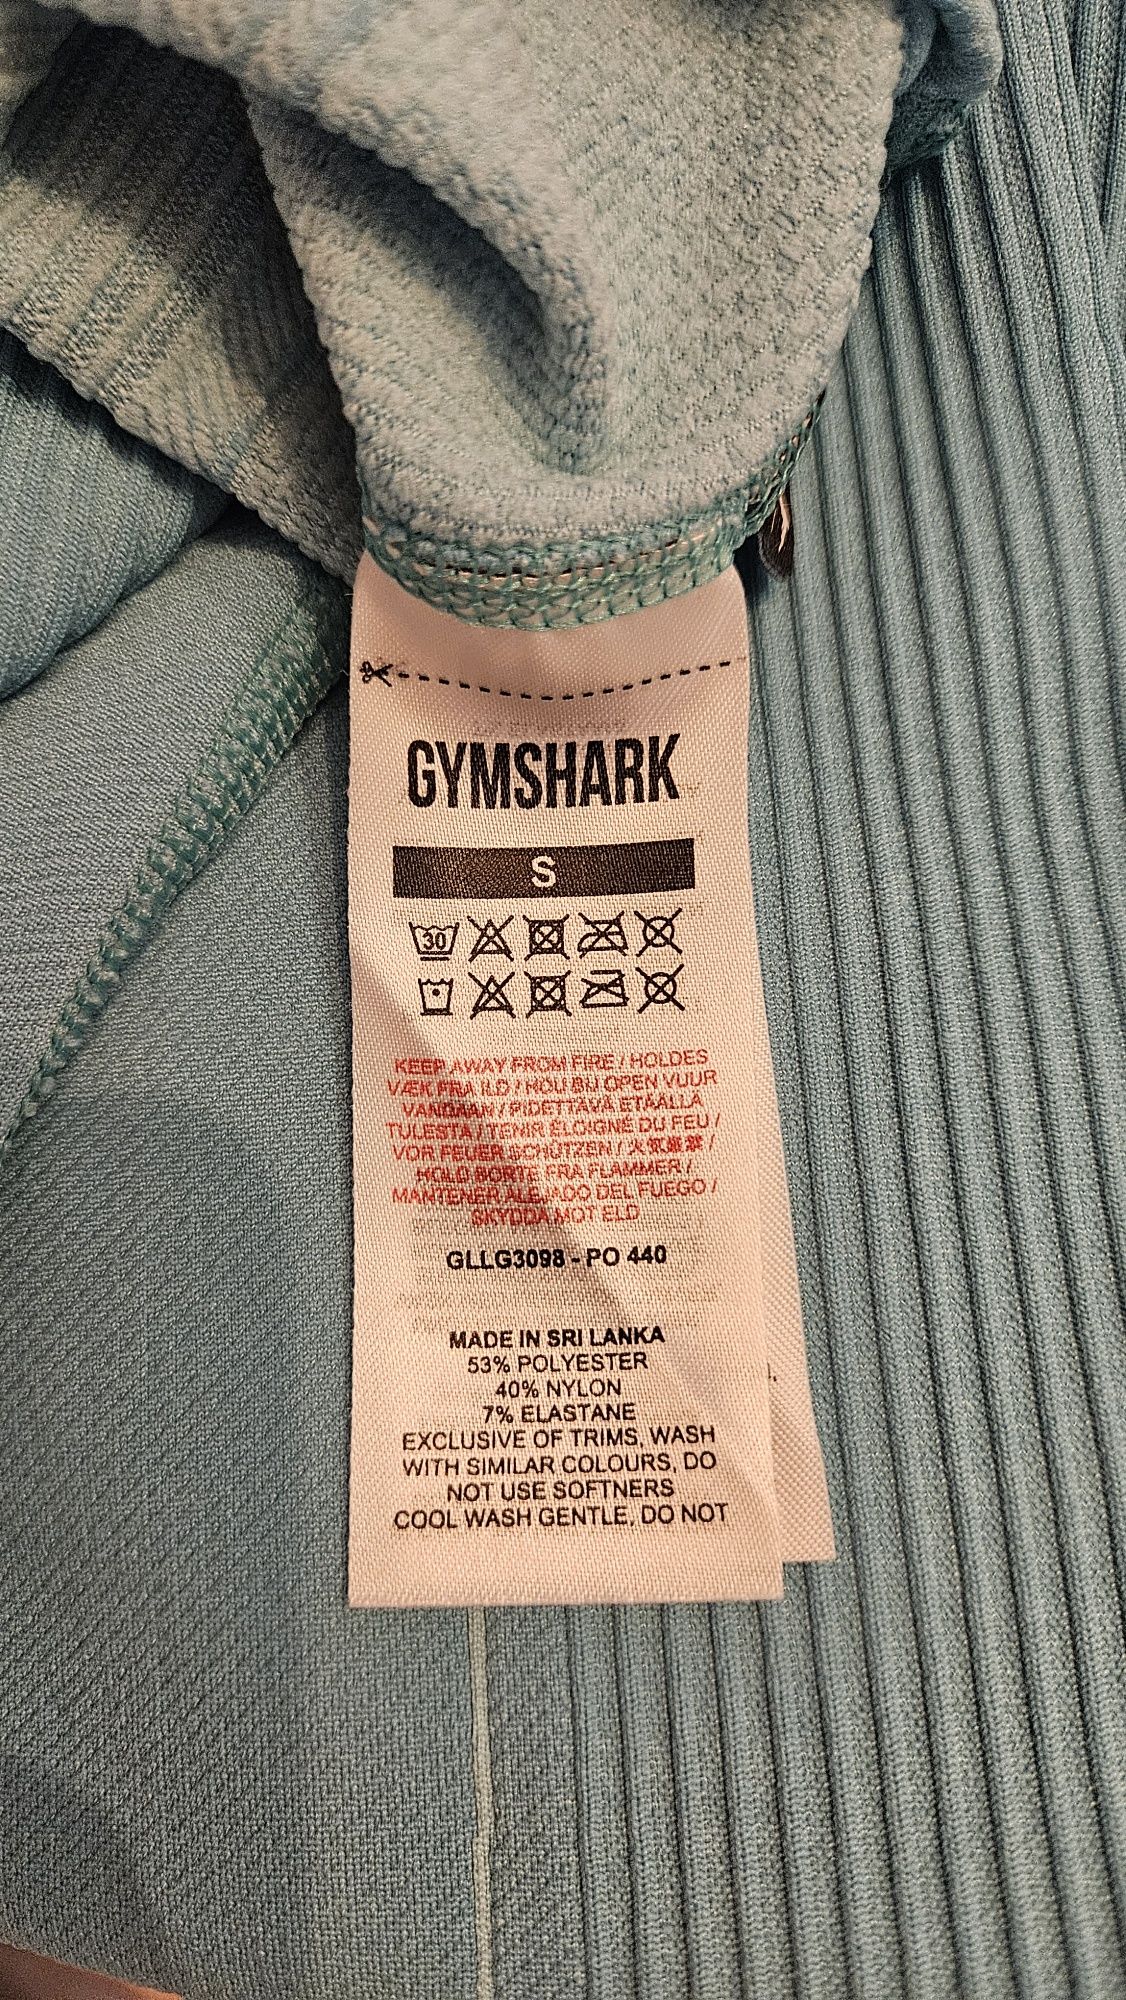 GYMSHARK
S
30
KEEP AWAY FROM FIRE / HOLDES
VÆK FRA ILD / HOU BIJ OPEN VUUR
VANDAAN / PIDETTÄVÄ ETÄÄLLÄ
TULESTA / TENIR ÉLOIGNÉ DU FEU /
VOR FEUER SCHÜTZEN / 火気厳禁 /
HOLD BORTE FRA FLAMMER /
MANTENER ALEJADO DEL FUEGO /
SKYDDA MOT ELD
GLLG3098 - PO 440
MADE IN SRI LANKA
53% POLYESTER
40% NYLON
7% ELASTANE
EXCLUSIVE OF TRIMS, WASH
WITH SIMILAR COLOURS, DO
NOT USE SOFTNERS
COOL WASH GENTLE, DO NOT